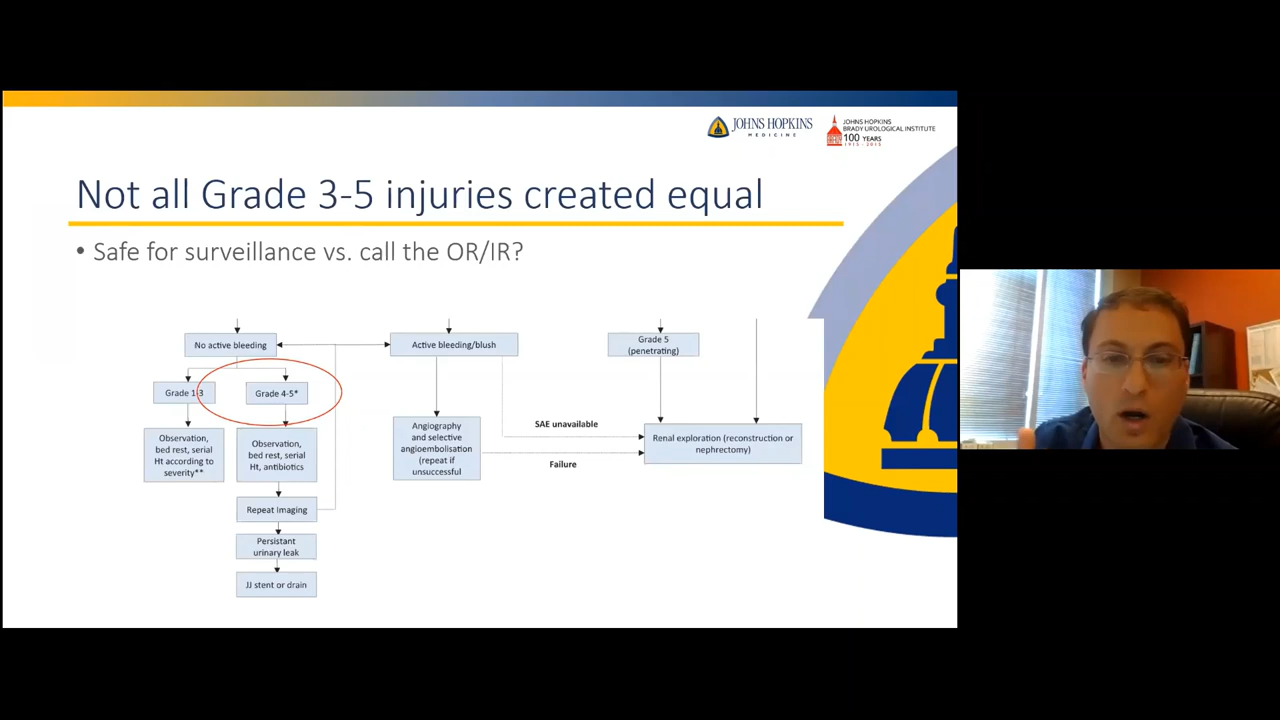 JOHNS HOPKINS
MEDICINE
JOHNS HOPKINS
BRADY UROLOGICAL INSTITUTE
100 YEARS
1915 - 2015
Not all Grade 3-5 injuries created equal
• Safe for surveillance vs. call the OR/IR?
No active bleeding
Active bleeding/blush
Grade 5
(penetrating)
Grade 1-3
Grade 4-5*
Observation,
bed rest, serial
Ht according to
severity**
Observation,
bed rest, serial
Ht, antibiotics
Angiography
and selective
angioembolisation
(repeat if
unsuccessful
SAE unavailable
Failure
Renal exploration (reconstruction or
nephrectomy)
Repeat Imaging
Persistant
urinary leak
JJ stent or drain